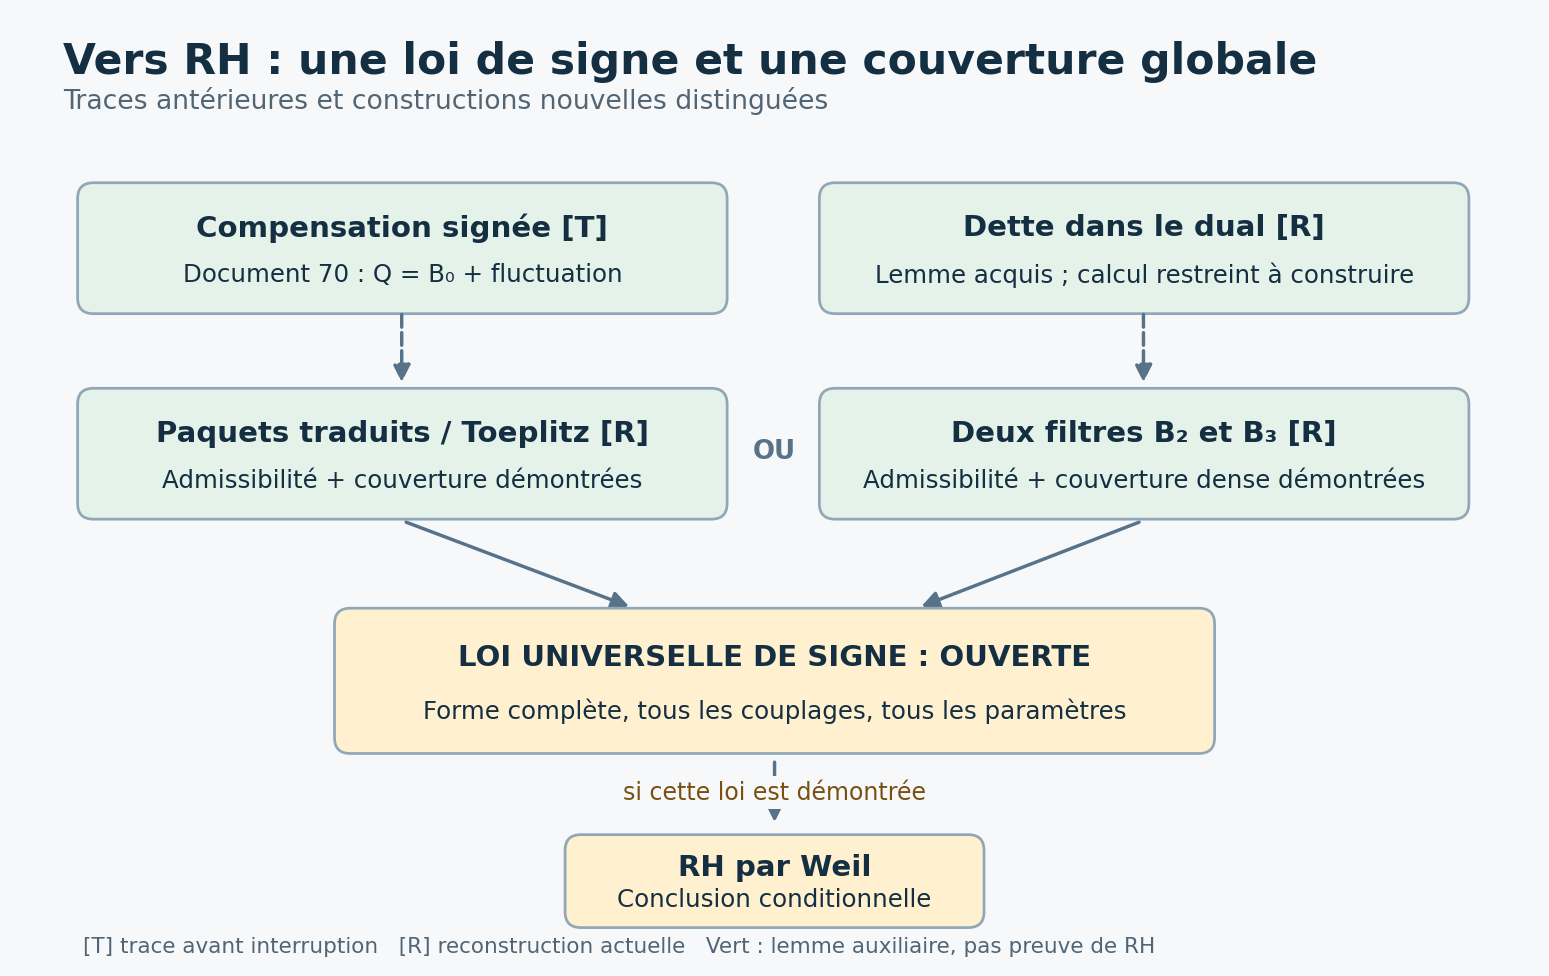 Vers RH : une loi de signe et une couverture globale
Traces antérieures et constructions nouvelles distinguées
Compensation signée [T]
Document 70 : Q = B₀ + fluctuation
Dette dans le dual [R]
Lemme acquis ; calcul restreint à construire
Paquets traduits / Toeplitz [R]
Admissibilité + couverture démontrées
OU
Deux filtres B₂ et B₃ [R]
Admissibilité + couverture dense démontrées
LOI UNIVERSELLE DE SIGNE : OUVERTE
Forme complète, tous les couplages, tous les paramètres
si cette loi est démontrée
RH par Weil
Conclusion conditionnelle
[T] trace avant interruption   [R] reconstruction actuelle   Vert : lemme auxiliaire, pas preuve de RH